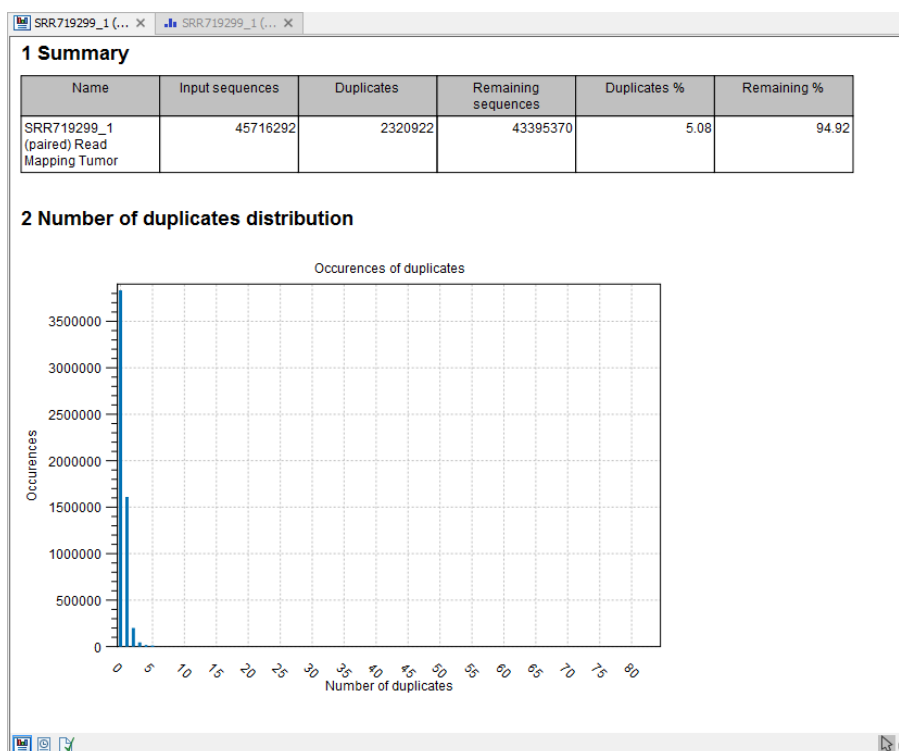 SRR719299_1 (... SRR719299_1 (...
1 Summary
Name Input sequences Duplicates Remaining sequences Duplicates % Remaining %
SRR719299_1 (paired) Read Mapping Tumor 45716292 2320922 43395370 5.08 94.92
2 Number of duplicates distribution
Occurences of duplicates
Occurences
3500000
3000000
2500000
2000000
1500000
1000000
500000
0
0 5 10 15 20 25 30 35 40 45 50 55 60 65 70 75 80
Number of duplicates